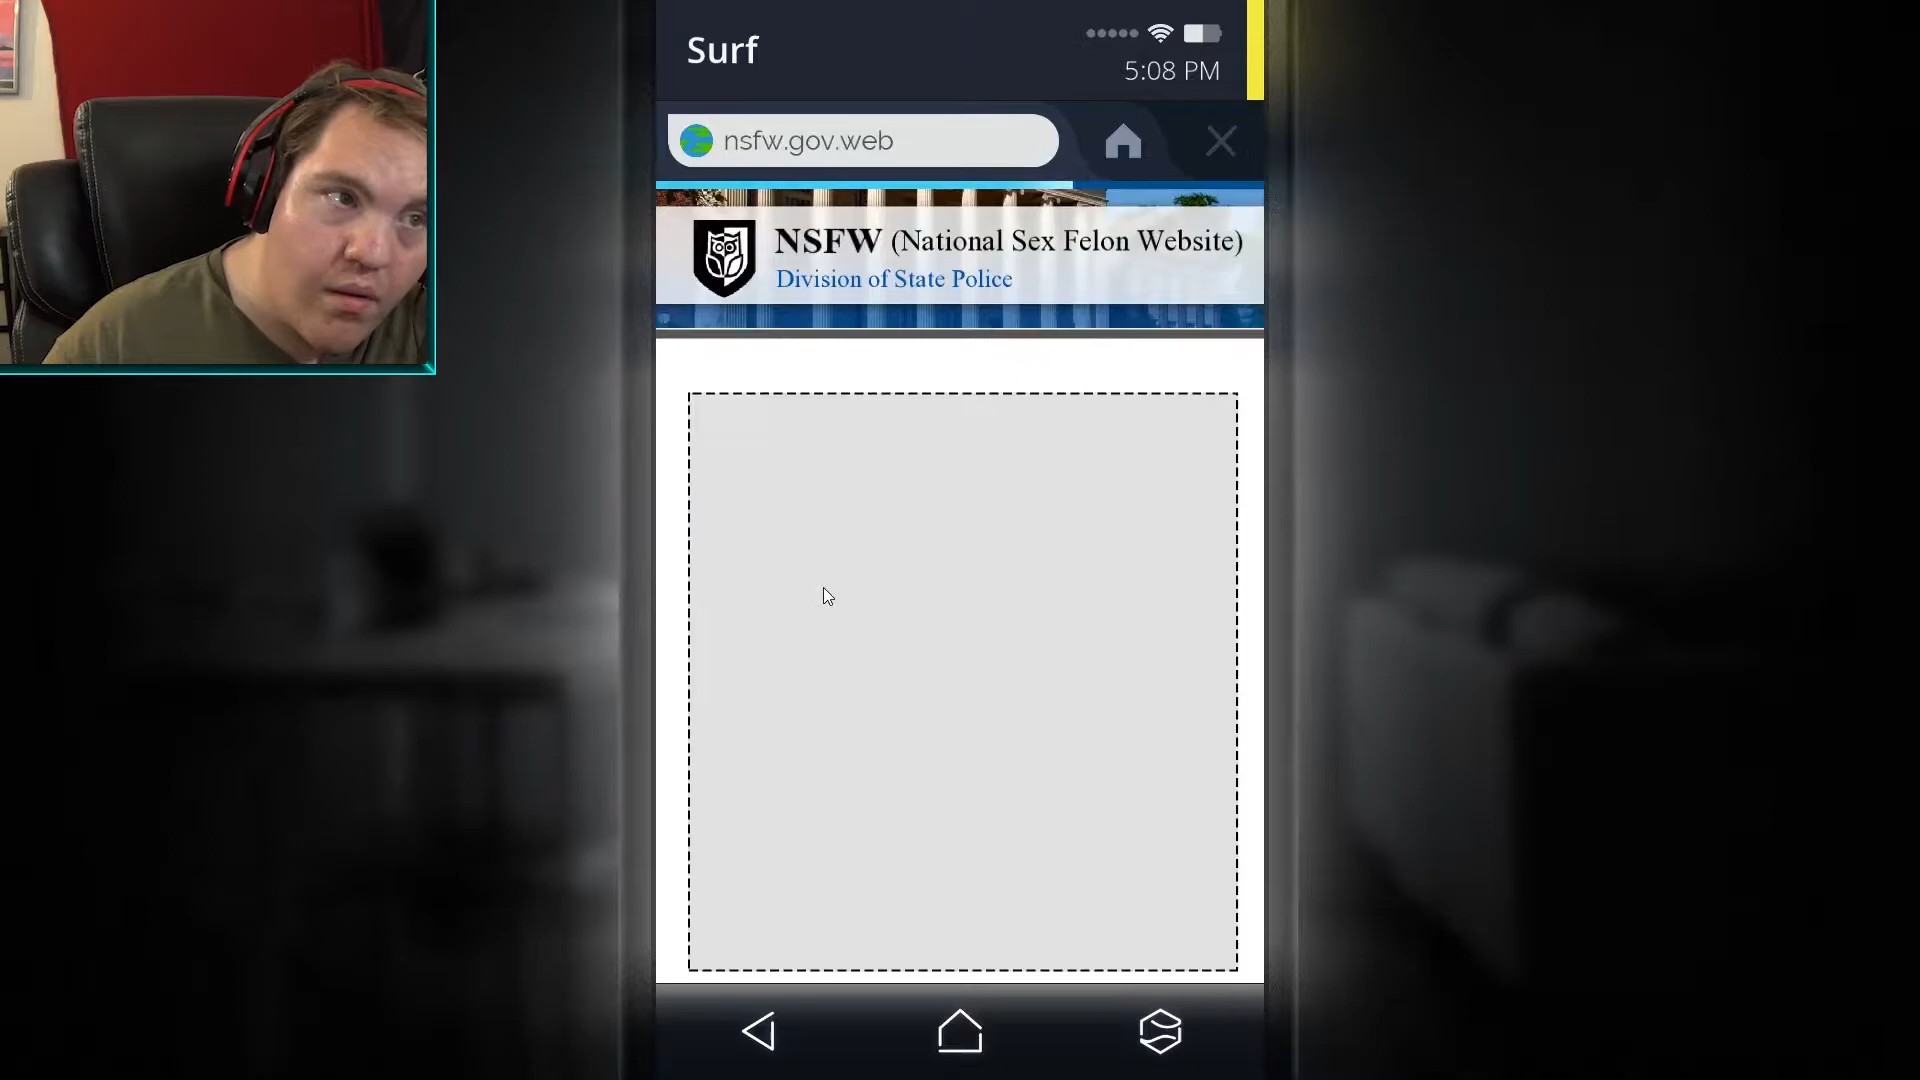 Surf
5:08 PM
nsfw.gov.web
NSFW (National Sex Felon Website)
Division of State Police